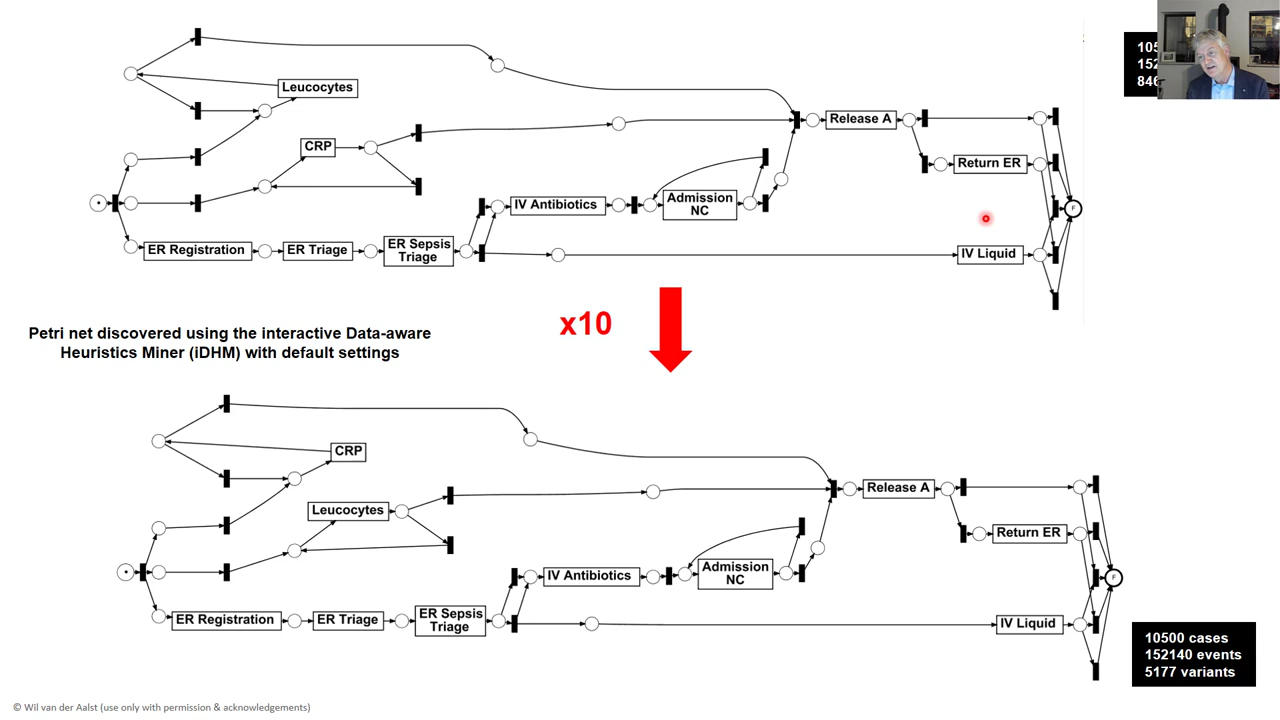 105
152
846
Leucocytes
CRP
Release A
Return ER
IV Antibiotics
Admission
NC
ER Registration
ER Triage
ER Sepsis
Triage
IV Liquid
F
x10
Petri net discovered using the interactive Data-aware
Heuristics Miner (iDHM) with default settings
CRP
Leucocytes
Release A
Return ER
IV Antibiotics
Admission
NC
F
ER Registration
ER Triage
ER Sepsis
Triage
IV Liquid
10500 cases
152140 events
5177 variants
© Wil van der Aalst (use only with permission & acknowledgements)